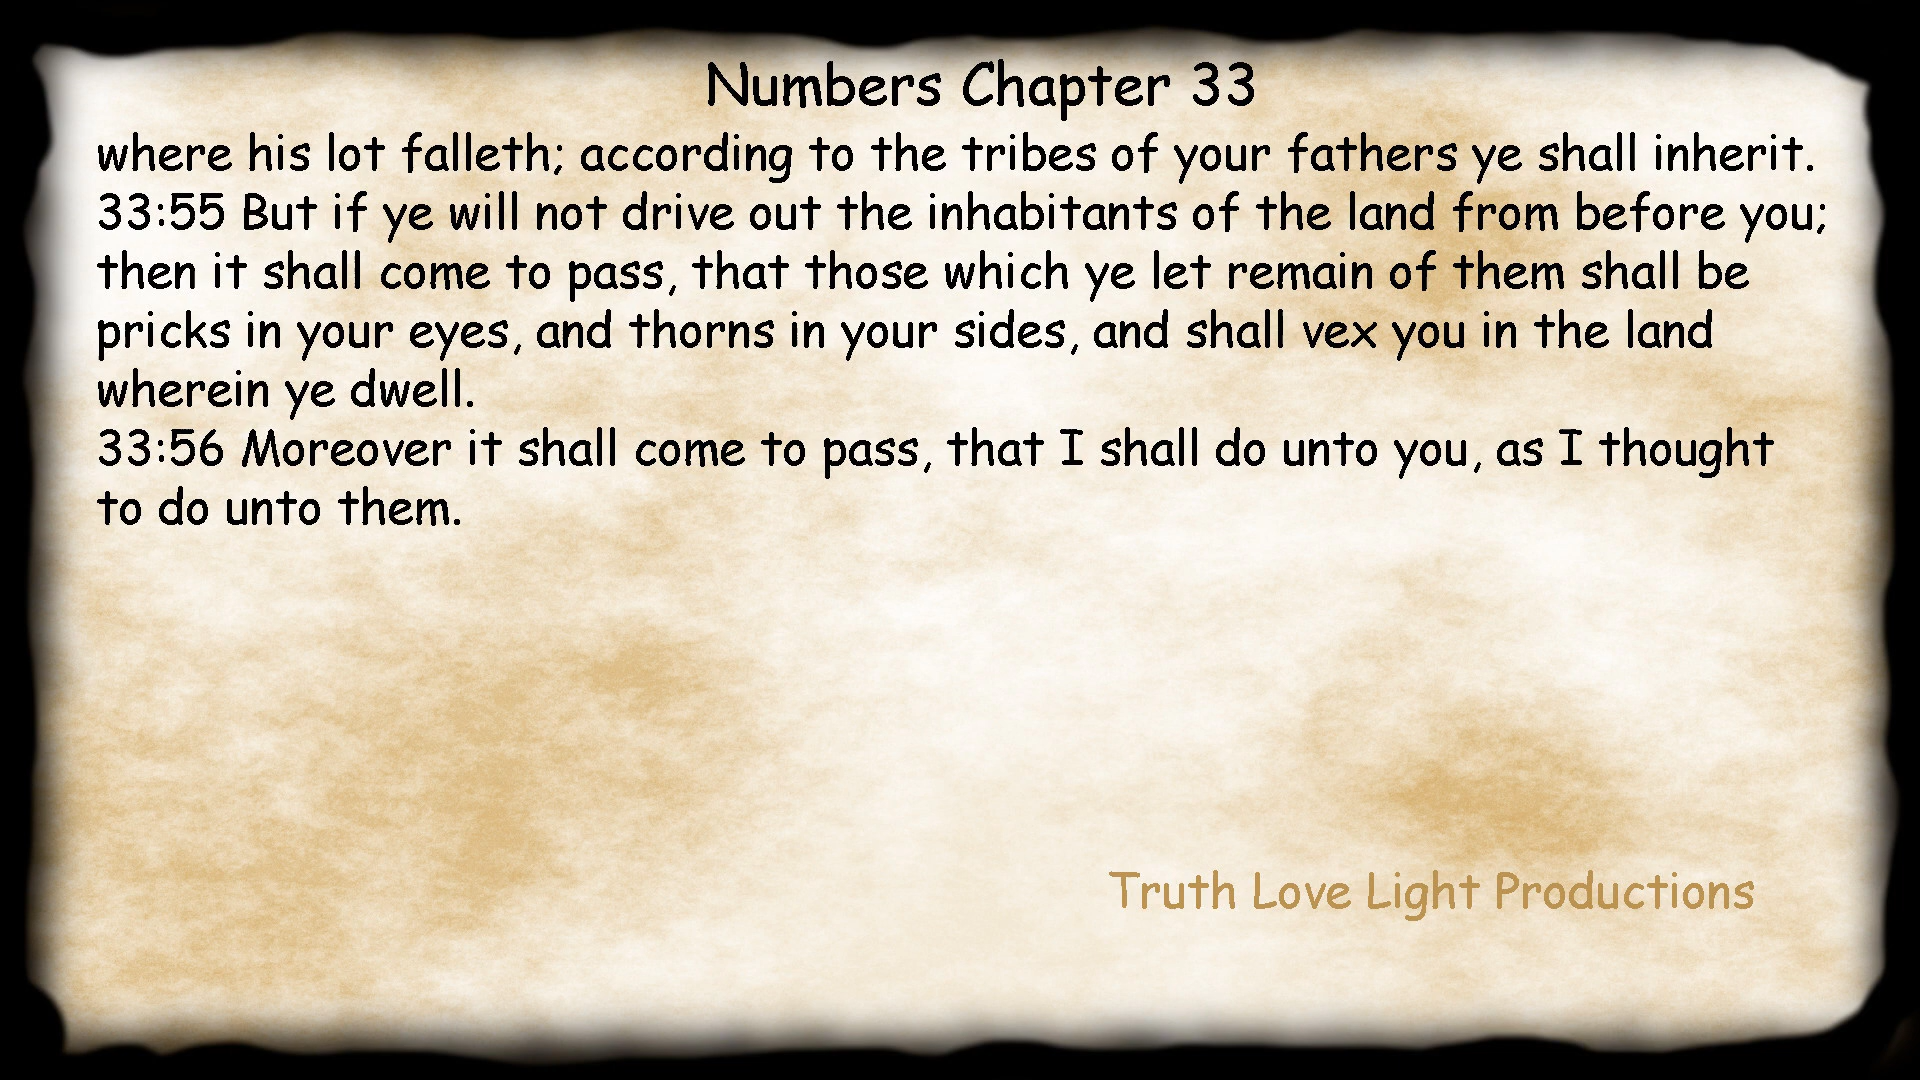 Numbers Chapter 33
where his lot falleth; according to the tribes of your fathers ye shall inherit.
33:55 But if ye will not drive out the inhabitants of the land from before you;
then it shall come to pass, that those which ye let remain of them shall be
pricks in your eyes, and thorns in your sides, and shall vex you in the land
wherein ye dwell.
33:56 Moreover it shall come to pass, that I shall do unto you, as I thought
to do unto them.
Truth Love Light Productions